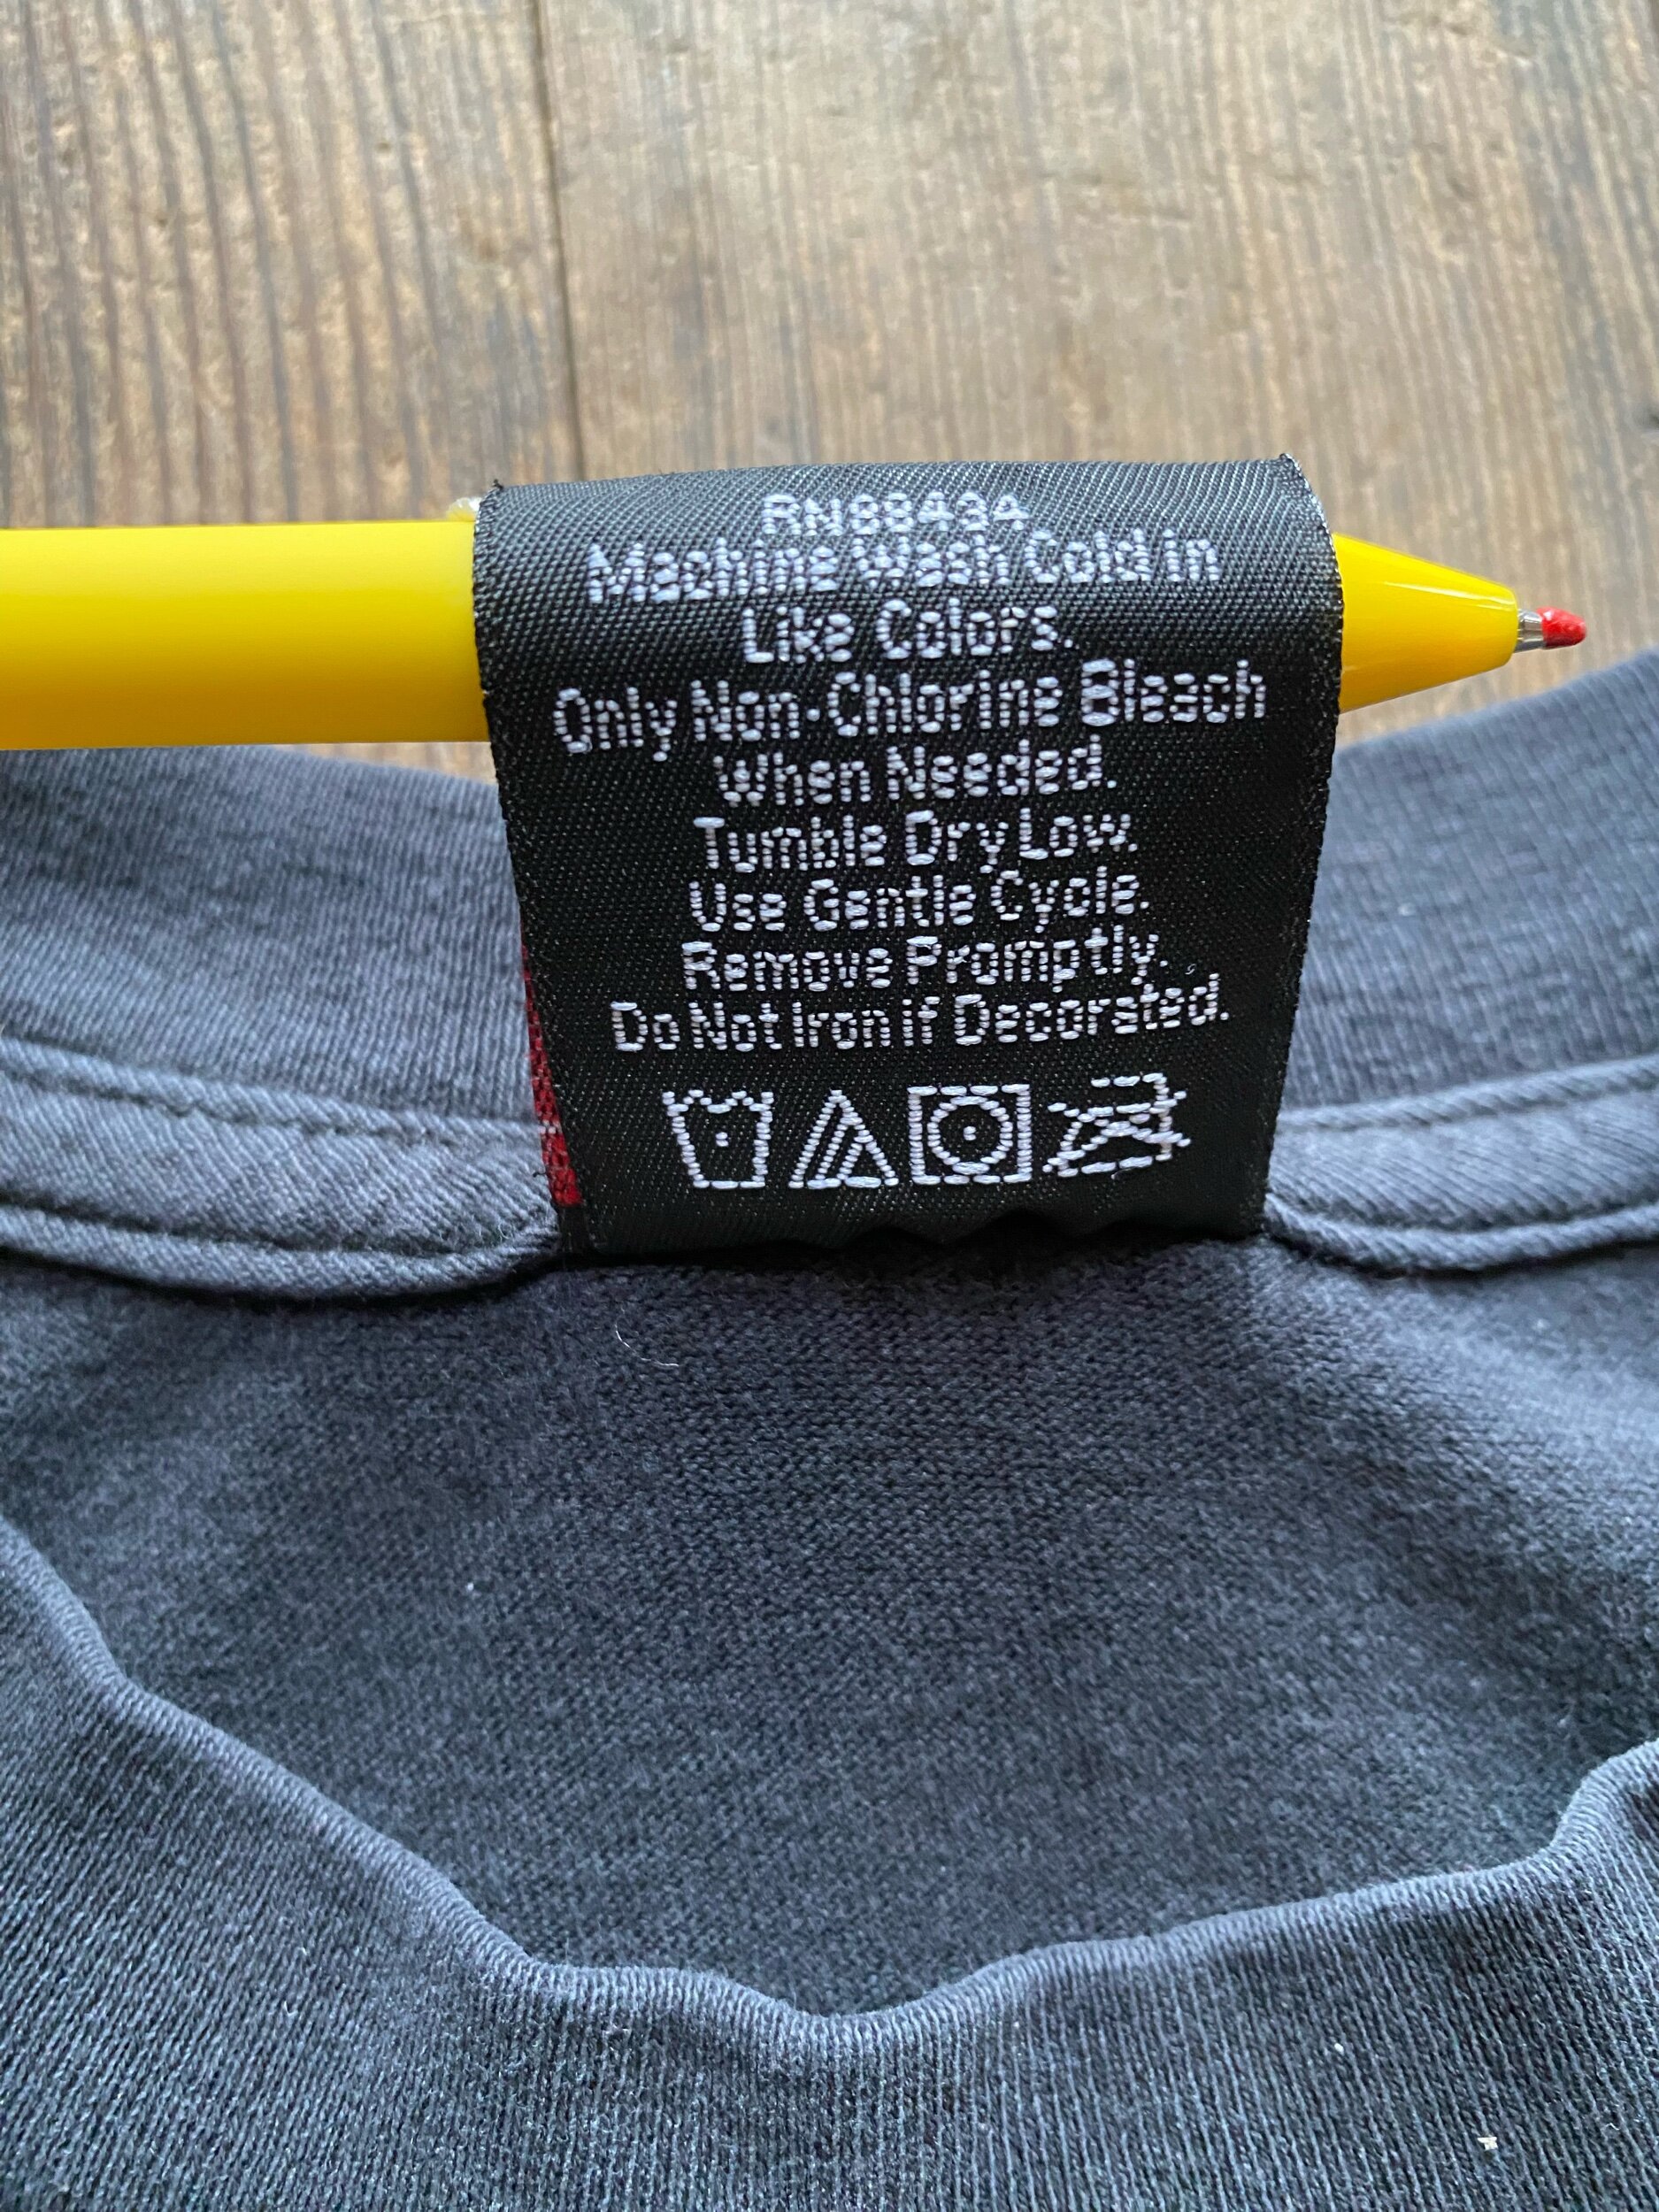 RN88434
Machine Wash Cold in
Like Colors.
Only Non-Chlorine Bleach
When Needed.
Tumble Dry Low.
Use Gentle Cycle.
Remove Promptly.
Do Not Iron if Decorated.